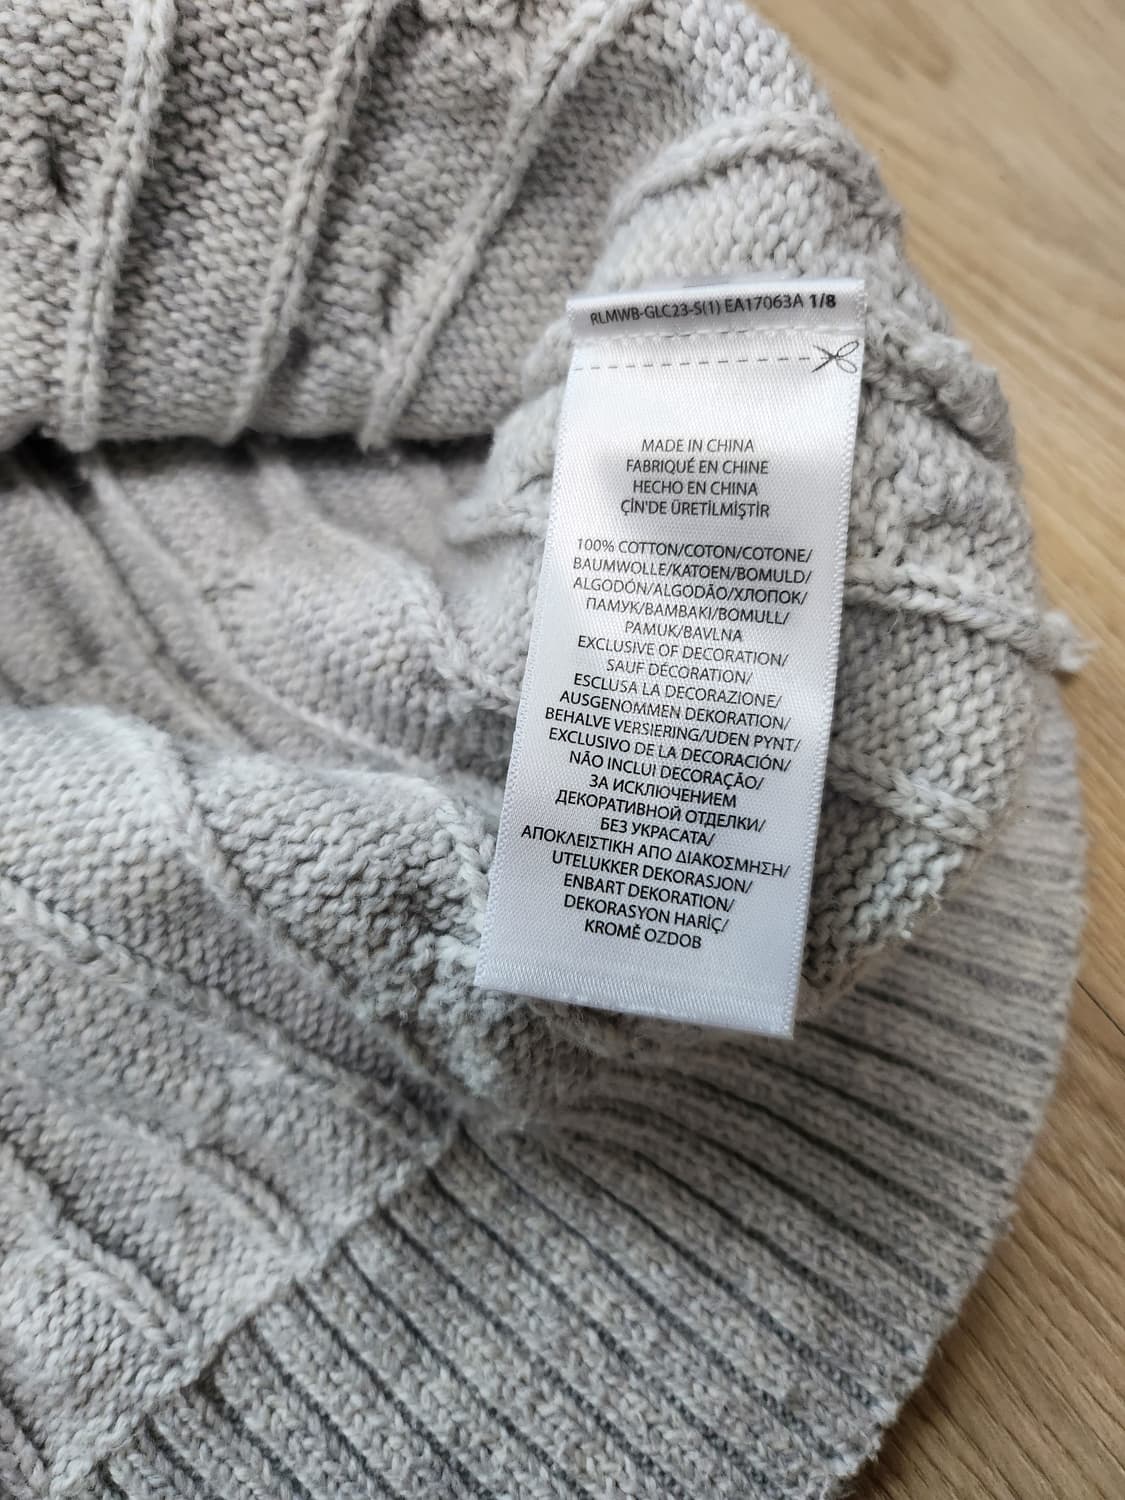 RLMWB-GLC23-S(1) EA17063A 1/8
MADE IN CHINA
FABRIQUÉ EN CHINE
HECHO EN CHINA
ÇİN'DE ÜRETİLMİŞTİR
100% COTTON/COTON/COTONE/
BAUMWOLLE/KATOEN/BOMULD/
ALGODÓN/ALGODÃO/ХЛОПОК/
ПАМУК/ΒΑΜΒΑΚΙ/BOMULL/
PAMUK/BAVLNA
EXCLUSIVE OF DECORATION/
SAUF DÉCORATION/
ESCLUSA LA DECORAZIONE/
AUSGENOMMEN DEKORATION/
BEHALVE VERSIERING/UDEN PYNT/
EXCLUSIVO DE LA DECORACIÓN/
NÃO INCLUI DECORAÇÃO/
ЗА ИСКЛЮЧЕНИЕМ
ДЕКОРАТИВНОЙ ОТДЕЛКИ/
БЕЗ УКРАСАТА/
ΑΠΟΚΛΕΙΣΤΙΚΗ ΑΠΟ ΔΙΑΚΟΣΜΗΣΗ/
UTELUKKER DEKORASJON/
ENBART DEKORATION/
DEKORASYON HARİÇ/
KROMĚ OZDOB